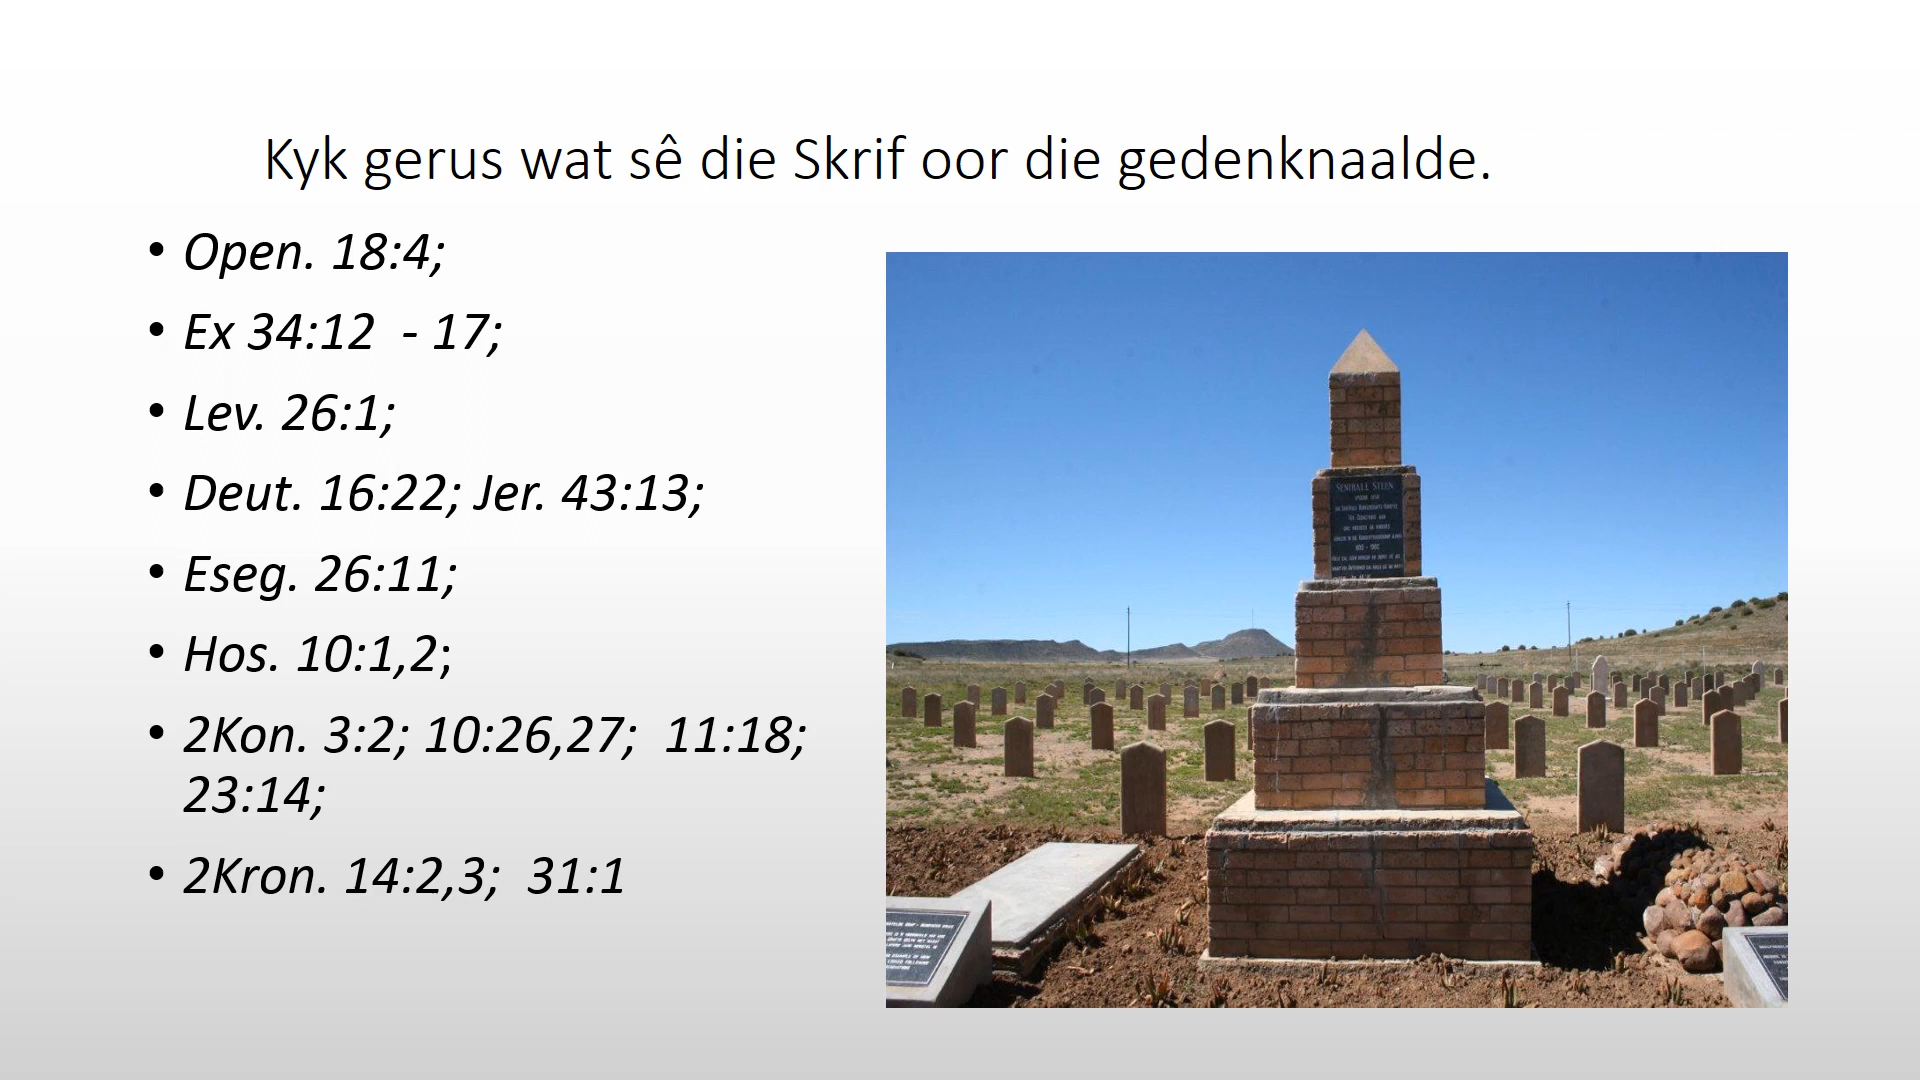 Kyk gerus wat sê die Skrif oor die gedenknaalde.
• Open. 18:4;
• Ex 34:12 - 17;
• Lev. 26:1;
• Deut. 16:22; Jer. 43:13;
• Eseg. 26:11;
• Hos. 10:1,2;
• 2Kon. 3:2; 10:26,27; 11:18;
23:14;
• 2Kron. 14:2,3; 31:1
SENTRALE STEEN